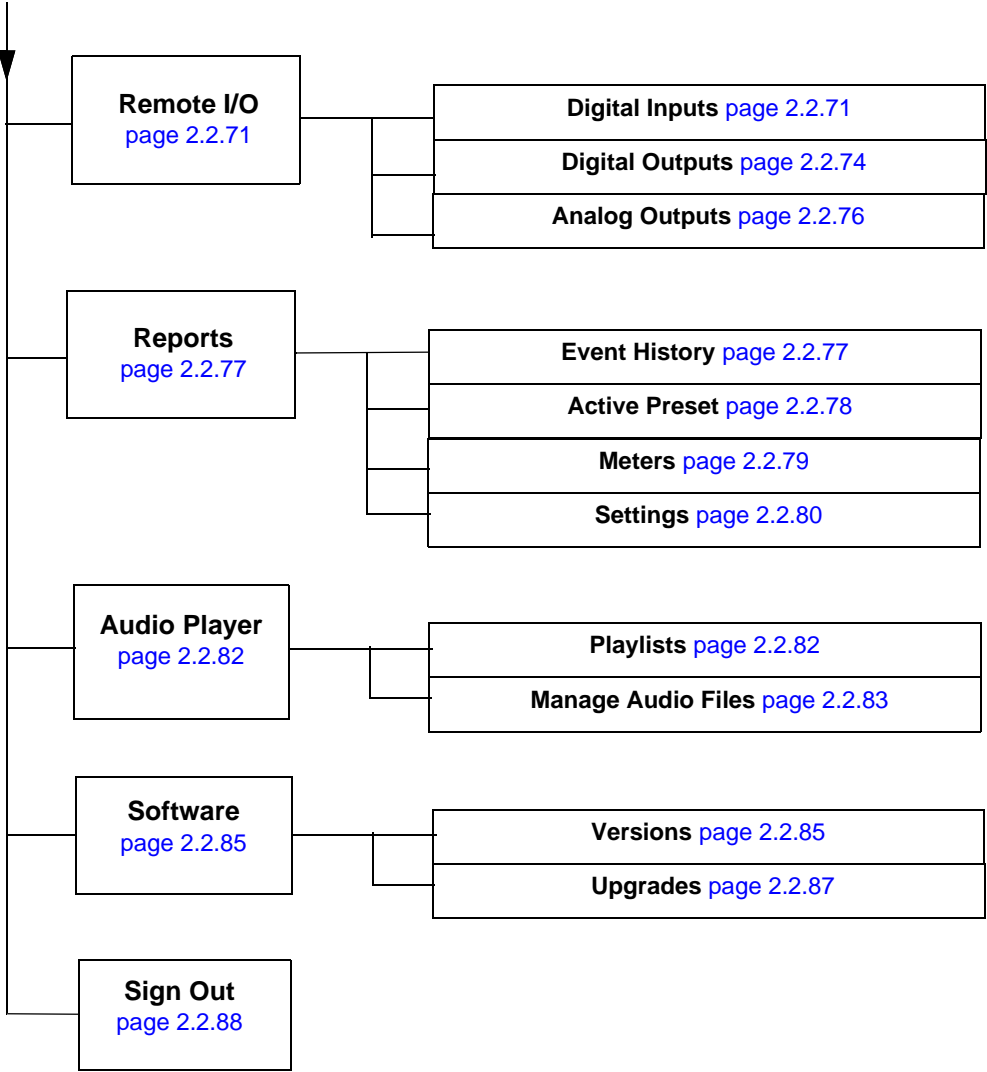 Remote I/O
page 2.2.71
Digital Inputs page 2.2.71
Digital Outputs page 2.2.74
Analog Outputs page 2.2.76
Reports
page 2.2.77
Event History page 2.2.77
Active Preset page 2.2.78
Meters page 2.2.79
Settings page 2.2.80
Audio Player
page 2.2.82
Playlists page 2.2.82
Manage Audio Files page 2.2.83
Software
page 2.2.85
Versions page 2.2.85
Upgrades page 2.2.87
Sign Out
page 2.2.88